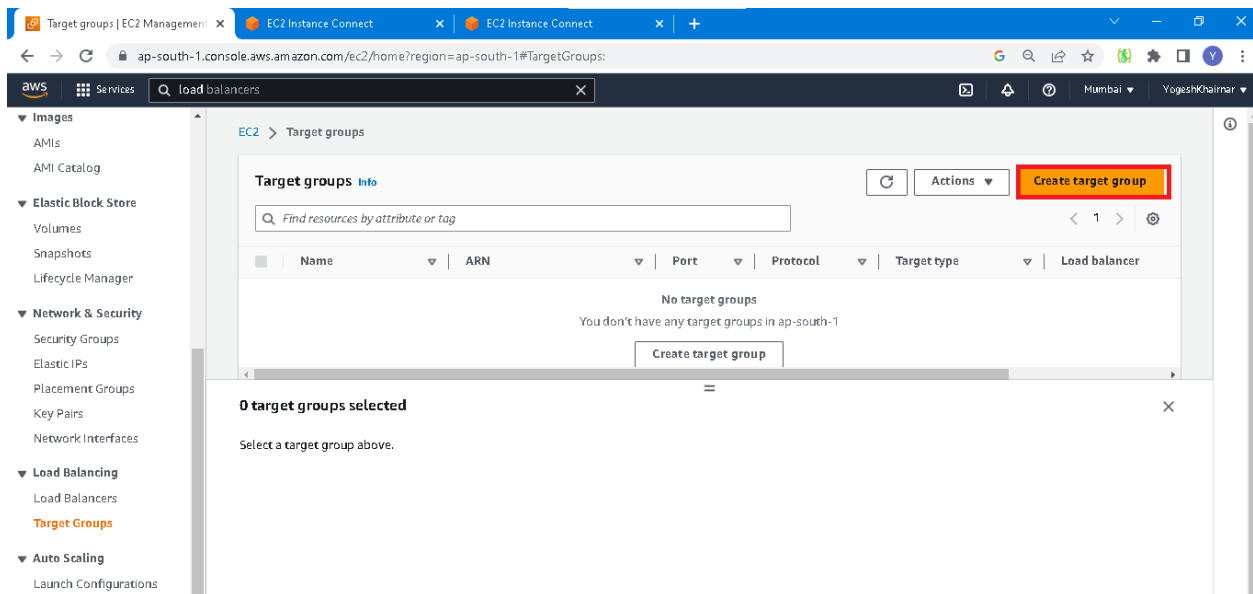 Target groups | EC2 Management
EC2 Instance Connect
EC2 Instance Connect
ap-south-1.console.aws.amazon.com/ec2/home?region=ap-south-1#TargetGroups:
G
Y
aws
Services
load balancers
Mumbai
YogeshKhairnar
Images
AMIs
AMI Catalog
Elastic Block Store
Volumes
Snapshots
Lifecycle Manager
Network & Security
Security Groups
Elastic IPs
Placement Groups
Key Pairs
Network Interfaces
Load Balancing
Load Balancers
Target Groups
Auto Scaling
Launch Configurations
EC2 > Target groups
Target groups Info
Actions
Create target group
Find resources by attribute or tag
< 1 >
Name ARN Port Protocol Target type Load balancer
No target groups
You don't have any target groups in ap-south-1
Create target group
0 target groups selected
Select a target group above.